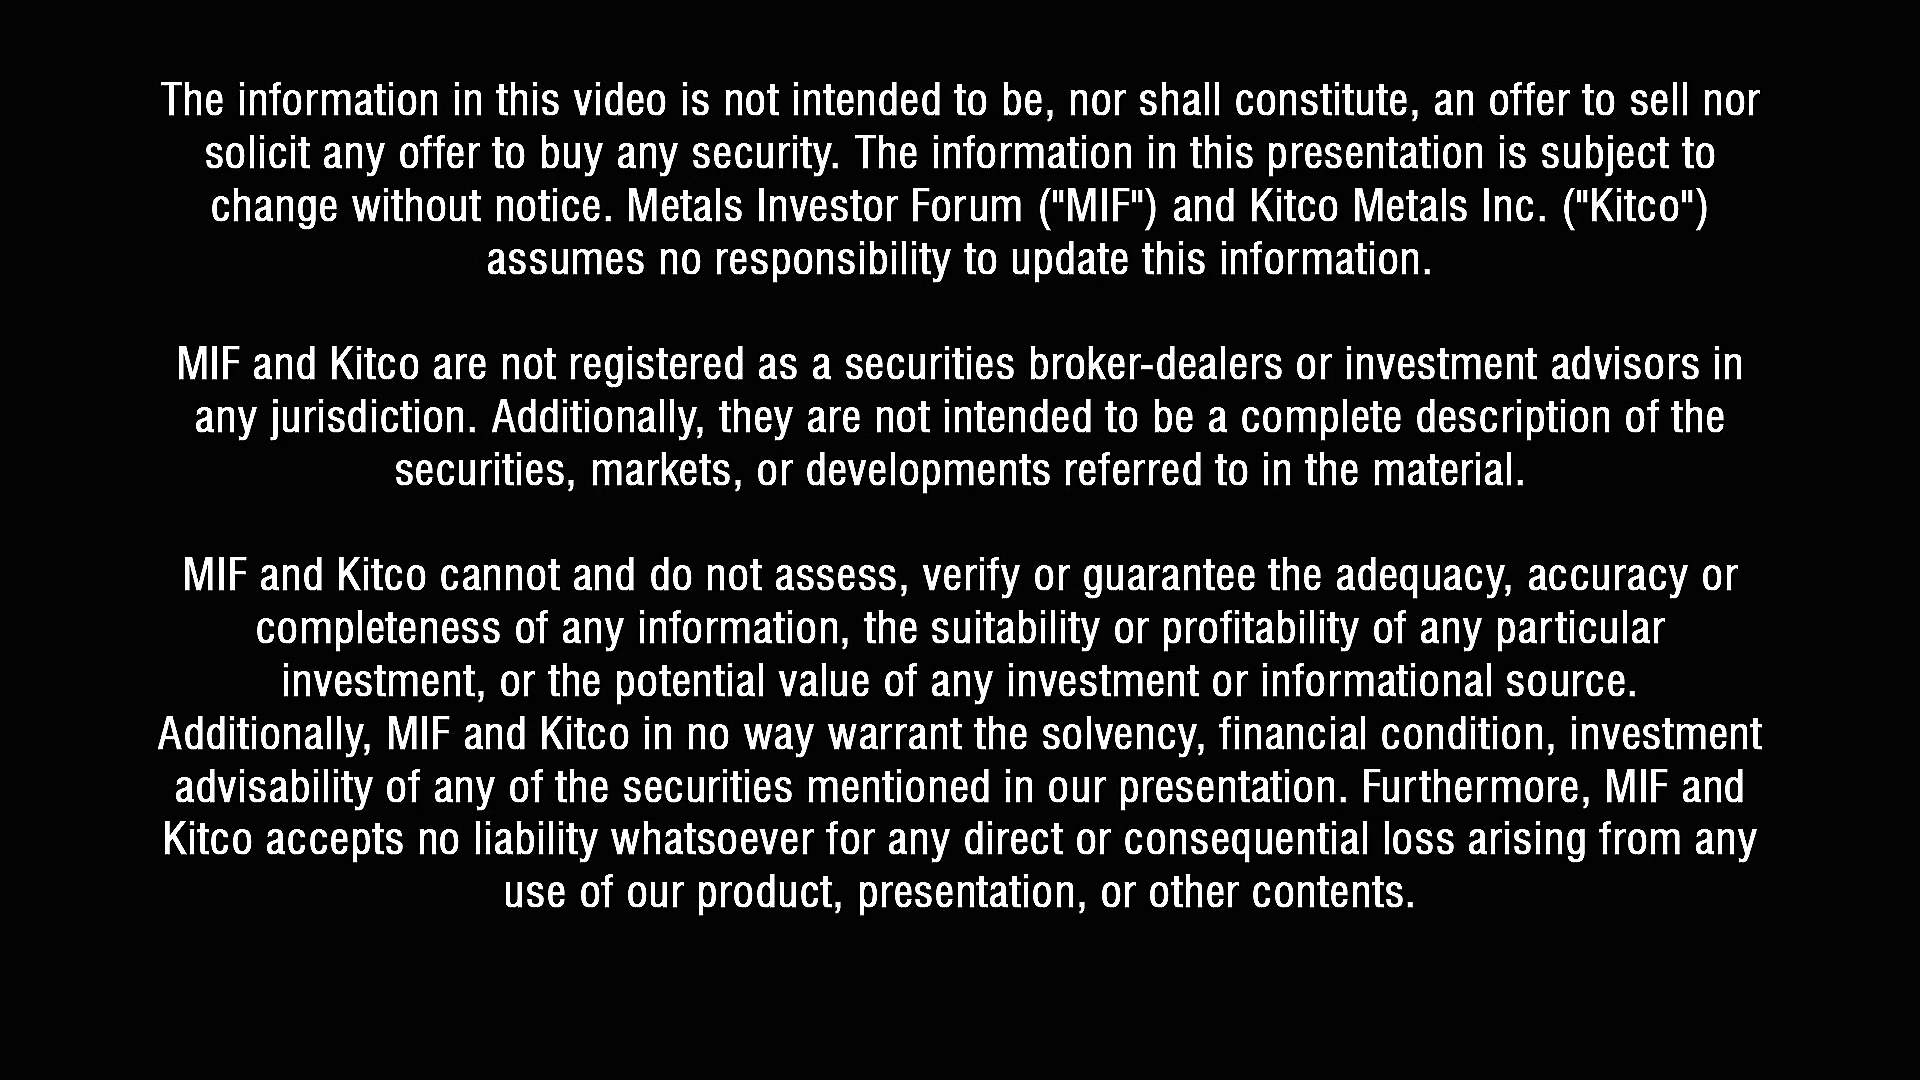 The information in this video is not intended to be, nor shall constitute, an offer to sell nor
solicit any offer to buy any security. The information in this presentation is subject to
change without notice. Metals Investor Forum ("MIF") and Kitco Metals Inc. ("Kitco")
assumes no responsibility to update this information.
MIF and Kitco are not registered as a securities broker-dealers or investment advisors in
any jurisdiction. Additionally, they are not intended to be a complete description of the
securities, markets, or developments referred to in the material.
MIF and Kitco cannot and do not assess, verify or guarantee the adequacy, accuracy or
completeness of any information, the suitability or profitability of any particular
investment, or the potential value of any investment or informational source.
Additionally, MIF and Kitco in no way warrant the solvency, financial condition, investment
advisability of any of the securities mentioned in our presentation. Furthermore, MIF and
Kitco accepts no liability whatsoever for any direct or consequential loss arising from any
use of our product, presentation, or other contents.